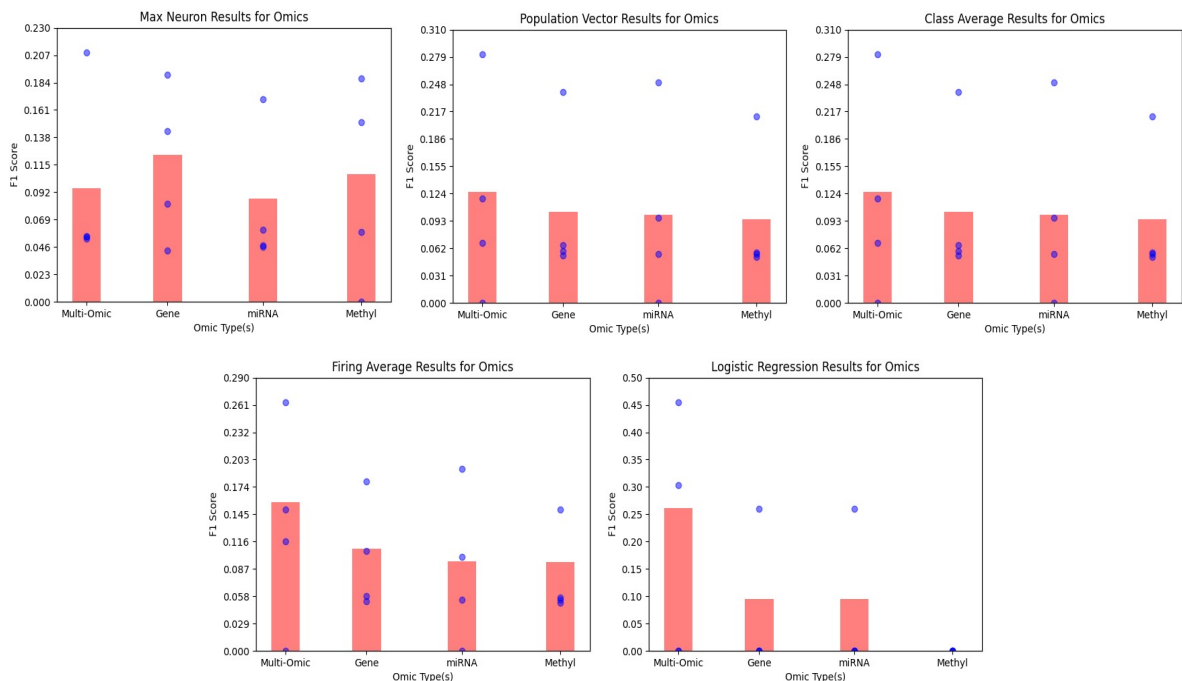 Max Neuron Results for Omics
0.230
0.207
0.184
0.161
0.138
0.115
0.092
0.069
0.046
0.023
0.000
F1 Score
Multi-Omic Gene miRNA Methyl
Omic Type(s)
Population Vector Results for Omics
0.310
0.279
0.248
0.217
0.186
0.155
0.124
0.093
0.062
0.031
0.000
F1 Score
Multi-Omic Gene miRNA Methyl
Omic Type(s)
Class Average Results for Omics
0.310
0.279
0.248
0.217
0.186
0.155
0.124
0.093
0.062
0.031
0.000
F1 Score
Multi-Omic Gene miRNA Methyl
Omic Type(s)
Firing Average Results for Omics
0.290
0.261
0.232
0.203
0.174
0.145
0.116
0.087
0.058
0.029
0.000
F1 Score
Multi-Omic Gene miRNA Methyl
Omic Type(s)
Logistic Regression Results for Omics
0.50
0.45
0.40
0.35
0.30
0.25
0.20
0.15
0.10
0.05
0.00
F1 Score
Multi-Omic Gene miRNA Methyl
Omic Type(s)